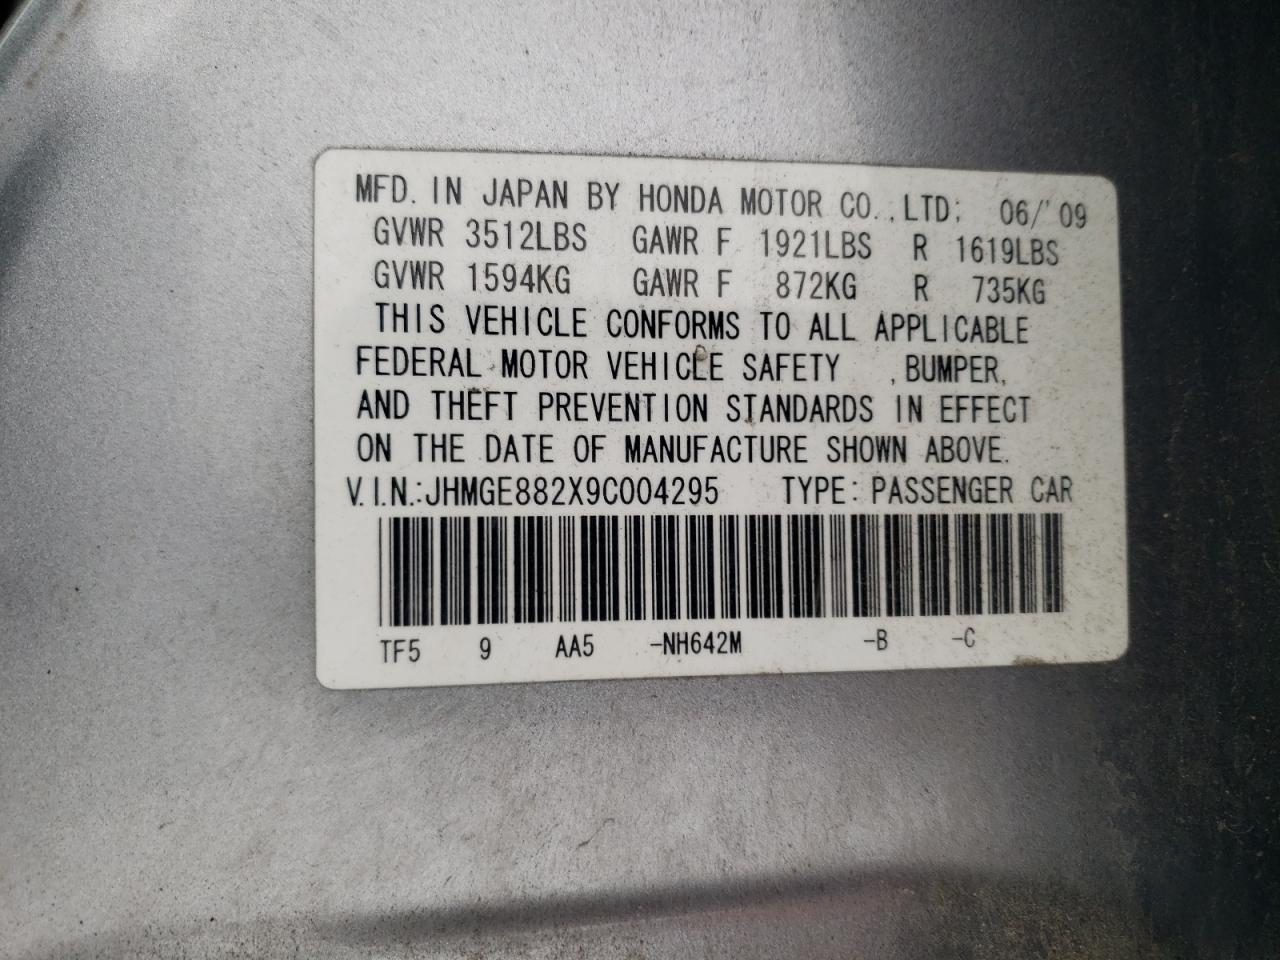 MFD. IN JAPAN BY HONDA MOTOR CO., LTD; 06/'09
GVWR 3512LBS GAWR F 1921LBS R 1619LBS
GVWR 1594KG GAWR F 872KG R 735KG
THIS VEHICLE CONFORMS TO ALL APPLICABLE
FEDERAL MOTOR VEHICLE SAFETY , BUMPER,
AND THEFT PREVENTION STANDARDS IN EFFECT
ON THE DATE OF MANUFACTURE SHOWN ABOVE.
V.I.N.:JHMGE882X9C004295 TYPE: PASSENGER CAR
TF5 9 AA5 -NH642M -B -C